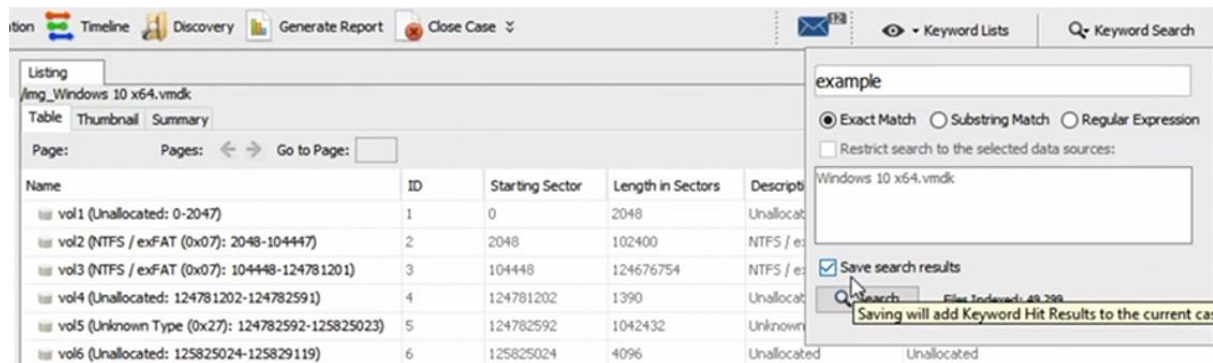 tion Timeline Discovery Generate Report Close Case 12 Keyword Lists Keyword Search
Listing
/img_Windows 10 x64.vmdk
Table Thumbnail Summary
Page: Pages: Go to Page:
Name ID Starting Sector Length in Sectors Descripti
vol1 (Unallocated: 0-2047) 1 0 2048 Unallocat
vol2 (NTFS / exFAT (0x07): 2048-104447) 2 2048 102400 NTFS / e
vol3 (NTFS / exFAT (0x07): 104448-124781201) 3 104448 124676754 NTFS / e
vol4 (Unallocated: 124781202-124782591) 4 124781202 1390 Unallocat
vol5 (Unknown Type (0x27): 124782592-125825023) 5 124782592 1042432 Unknown
vol6 (Unallocated: 125825024-125829119) 6 125825024 4096 Unallocated Unallocated
example
Exact Match Substring Match Regular Expression
Restrict search to the selected data sources:
Windows 10 x64.vmdk
Save search results
Search Files Indexed: 49,299
Saving will add Keyword Hit Results to the current cas